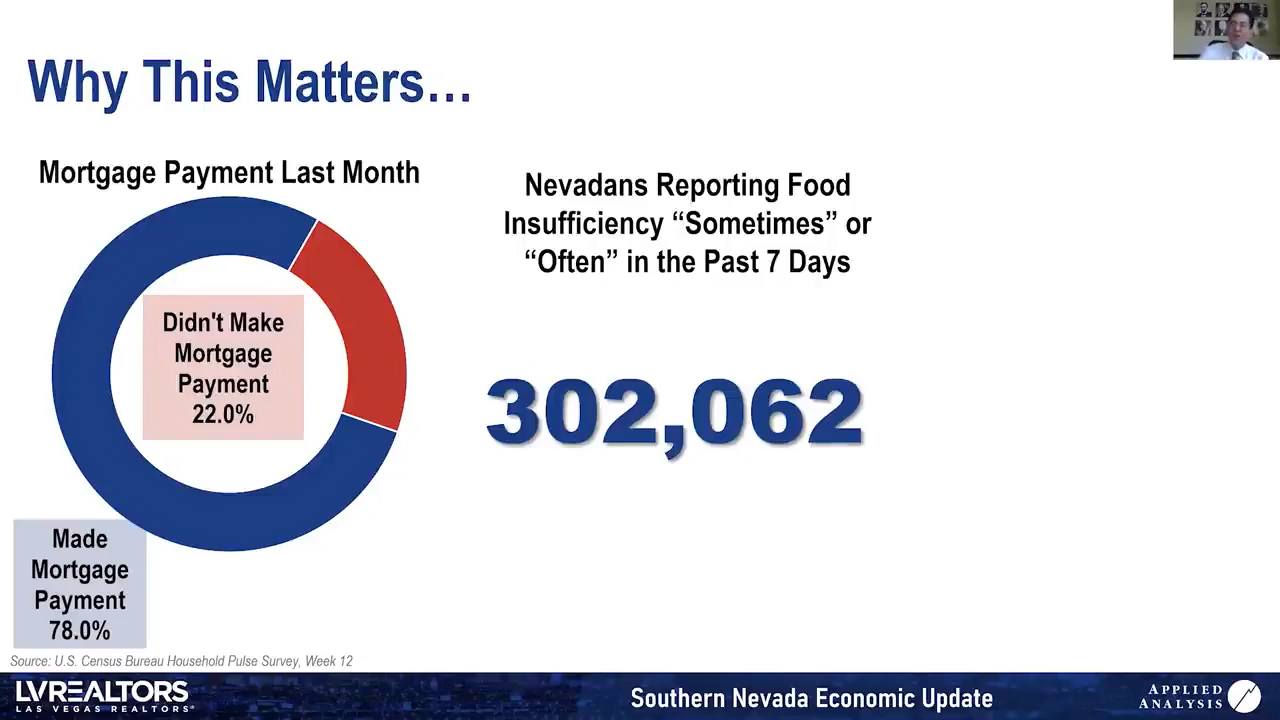 Why This Matters…
Mortgage Payment Last Month
Didn't Make
Mortgage
Payment
22.0%
Made
Mortgage
Payment
78.0%
Nevadans Reporting Food
Insufficiency “Sometimes” or
“Often” in the Past 7 Days
302,062
Source: U.S. Census Bureau Household Pulse Survey, Week 12
LVREALTORS
LAS VEGAS REALTORS®
Southern Nevada Economic Update
APPLIED
ANALYSIS